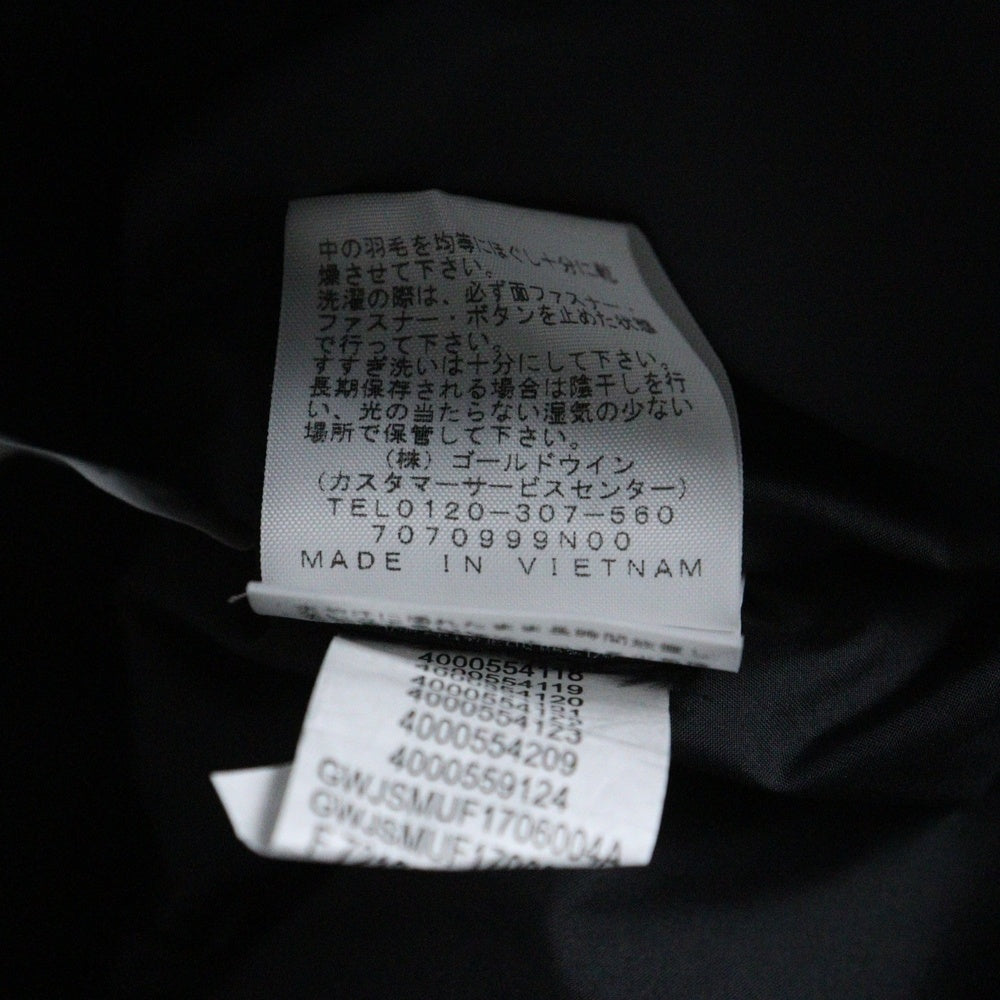 中の羽毛を均等にほぐし十分に乾
燥させて下さい。
洗濯の際は、必ず面ファスナー、
ファスナー・ボタンを止めた状態
で行って下さい。
すすぎ洗いは十分にして下さい。
長期保存される場合は陰干しを行
い、光の当たらない湿気の少ない
場所で保管して下さい。
(株) ゴールドウイン
(カスタマーサービスセンター)
TEL0120-307-560
7070999N00
MADE IN VIETNAM
4000554118
4000554119
4000554120
4000554123
4000554209
4000559124
GWJSMUF1706004A